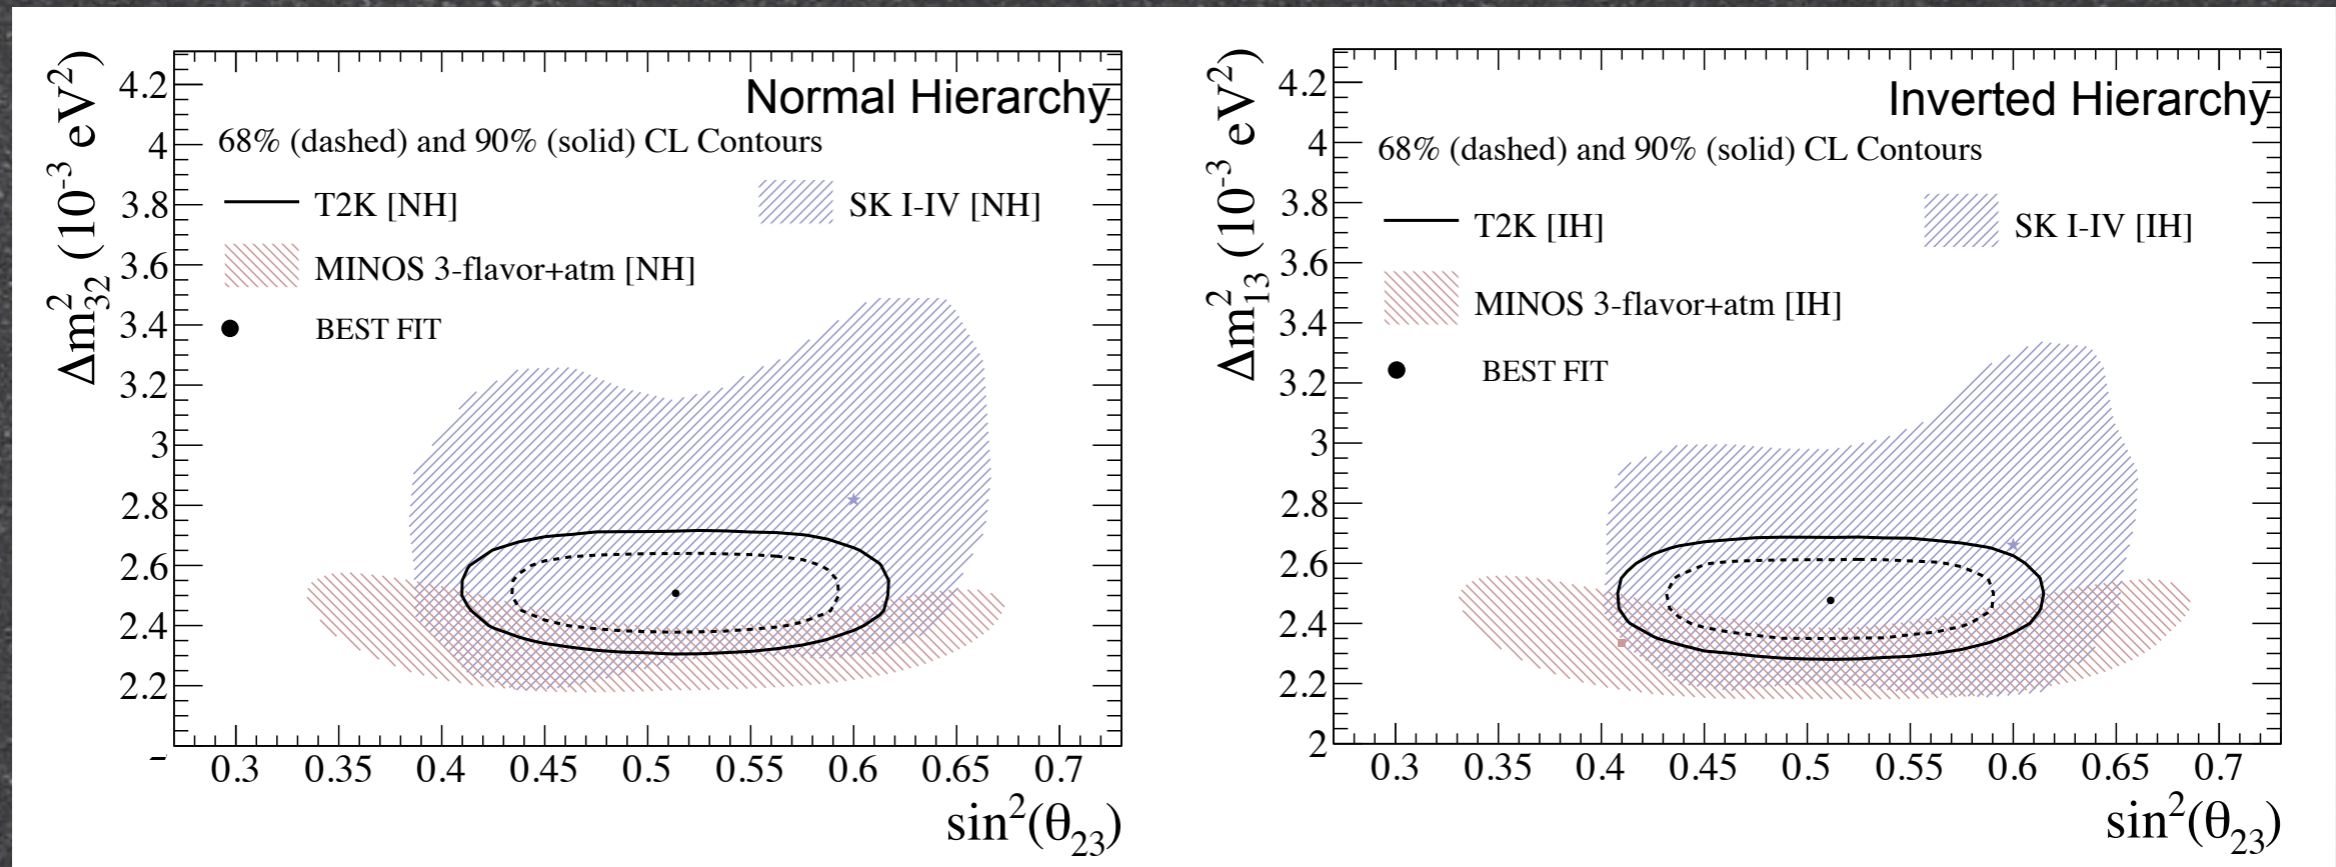 Normal Hierarchy
68% (dashed) and 90% (solid) CL Contours
T2K [NH]
SK I-IV [NH]
MINOS 3-flavor+atm [NH]
BEST FIT
Δm²₃₂ (10⁻³ eV²)
4.2
4
3.8
3.6
3.4
3.2
3
2.8
2.6
2.4
2.2
0.3 0.35 0.4 0.45 0.5 0.55 0.6 0.65 0.7
sin²(θ₂₃)
Inverted Hierarchy
68% (dashed) and 90% (solid) CL Contours
SK I-IV [IH]
T2K [IH]
MINOS 3-flavor+atm [IH]
BEST FIT
Δm²₁₃ (10⁻³ eV²)
4.2
4
3.8
3.6
3.4
3.2
3
2.8
2.6
2.4
2.2
2
0.3 0.35 0.4 0.45 0.5 0.55 0.6 0.65 0.7
sin²(θ₂₃)